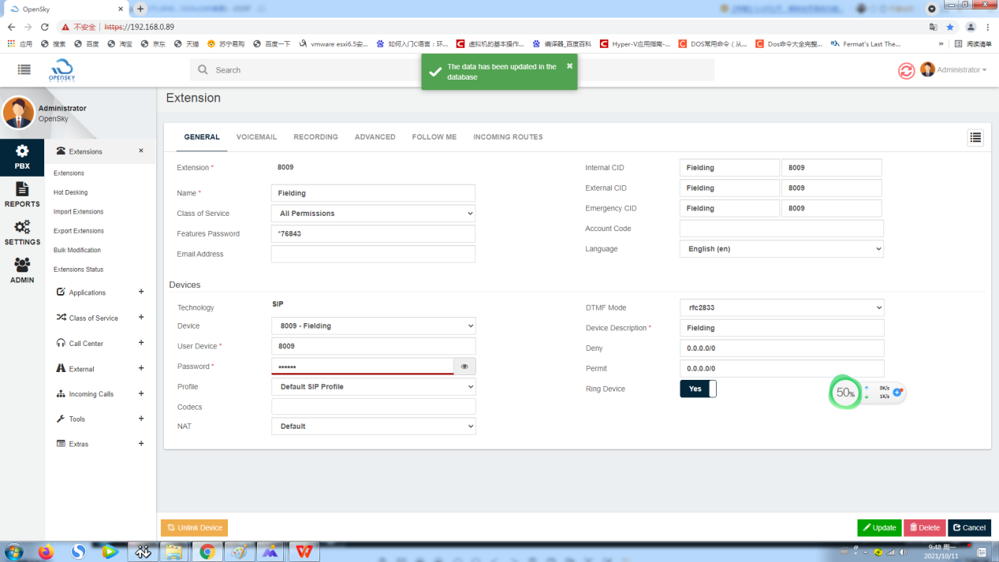 OpenSky
不安全
https://192.168.0.89
应用
搜索
百度
淘宝
京东
天猫
苏宁易购
百度一下
vmware esxi6.5安...
如何入门C语言：环...
虚拟机的基本操作...
编译器_百度百科
Hyper-V应用指南-...
DOS常用命令（从...
Dos命令大全完整...
Fermat's Last The...
»
阅读清单
OPENSKY
Search
The data has been updated in the
database
Administrator
Administrator
OpenSky
Extension
PBX
REPORTS
SETTINGS
ADMIN
Extensions
Extensions
Hot Desking
Import Extensions
Export Extensions
Bulk Modification
Extensions Status
Applications
Class of Service
Call Center
External
Incoming Calls
Tools
Extras
GENERAL
VOICEMAIL
RECORDING
ADVANCED
FOLLOW ME
INCOMING ROUTES
Extension *
8009
Name *
Fielding
Class of Service
All Permissions
Features Password
*76843
Email Address
Internal CID
Fielding
8009
External CID
Fielding
8009
Emergency CID
Fielding
8009
Account Code
Language
English (en)
Devices
Technology
SIP
Device
8009 - Fielding
User Device *
8009
Password *
••••••
Profile
Default SIP Profile
Codecs
NAT
Default
DTMF Mode
rfc2833
Device Description *
Fielding
Deny
0.0.0.0/0
Permit
0.0.0.0/0
Ring Device
Yes
50%
0K/s
1K/s
Unlink Device
Update
Delete
Cancel
9:48 周一
2021/10/11